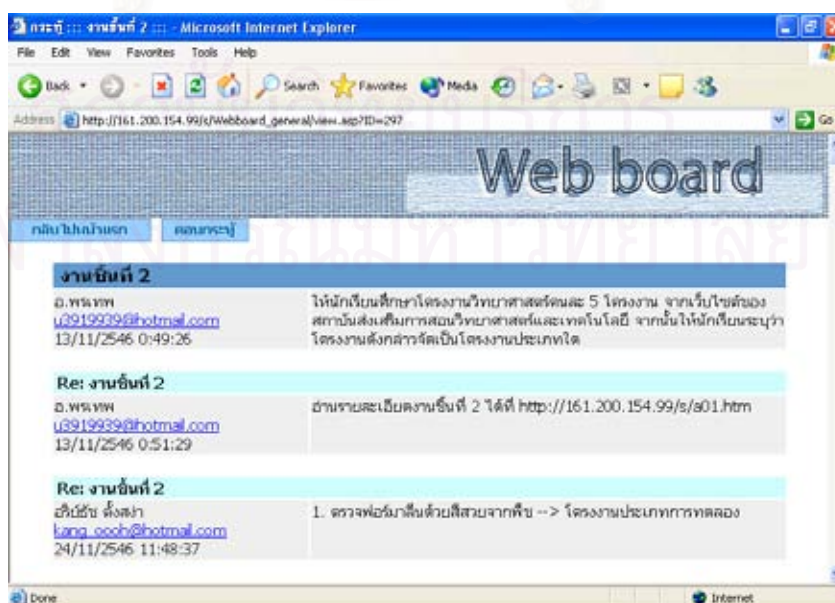 กระทู้ ::: งานชิ้นที่ 2 ::: - Microsoft Internet Explorer
File Edit View Favorites Tools Help
Back Search Favorites Media
Address http://161.200.154.99/s/Webboard_general/view.asp?ID=297 Go
Web board
กลับไปหน้าแรก ตอบกระทู้
งานชิ้นที่ 2
อ.พรเทพ ให้นักเรียนศึกษาโครงงานวิทยาศาสตร์คนละ 5 โครงงาน จากเว็บไซต์ของ
u3919939@hotmail.com สถาบันส่งเสริมการสอนวิทยาศาสตร์และเทคโนโลยี จากนั้นให้นักเรียนระบุว่า
13/11/2546 0:49:26 โครงงานดังกล่าวจัดเป็นโครงงานประเภทใด
Re: งานชิ้นที่ 2
อ.พรเทพ อ่านรายละเอียดงานชิ้นที่ 2 ได้ที่ http://161.200.154.99/s/a01.htm
u3919939@hotmail.com
13/11/2546 0:51:29
Re: งานชิ้นที่ 2
1. ตรวจฟอร์มาลีนด้วยสีสวยจากพืช --> โครงงานประเภทการทดลอง
kang_oooh@hotmail.com
24/11/2546 11:48:37
Done Internet